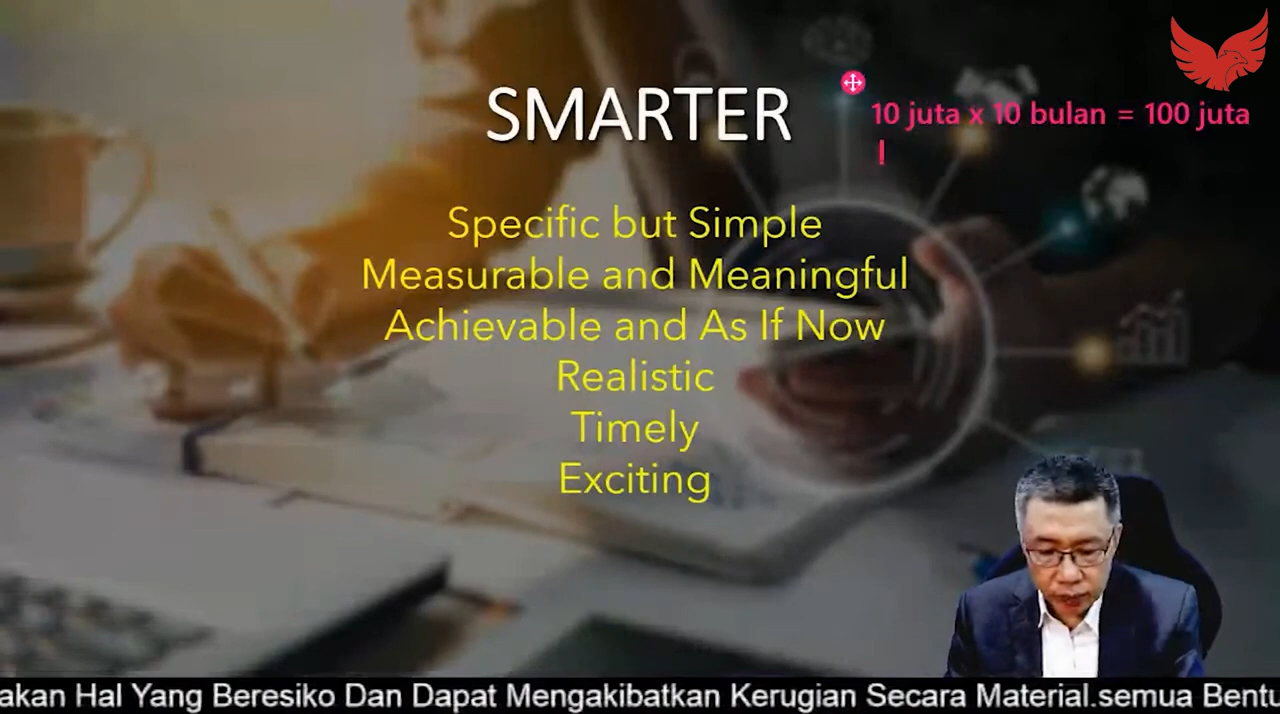 SMARTER
10 juta x 10 bulan = 100 juta
Specific but Simple
Measurable and Meaningful
Achievable and As If Now
Realistic
Timely
Exciting
akan Hal Yang Beresiko Dan Dapat Mengakibatkan Kerugian Secara Material.semua Bentu